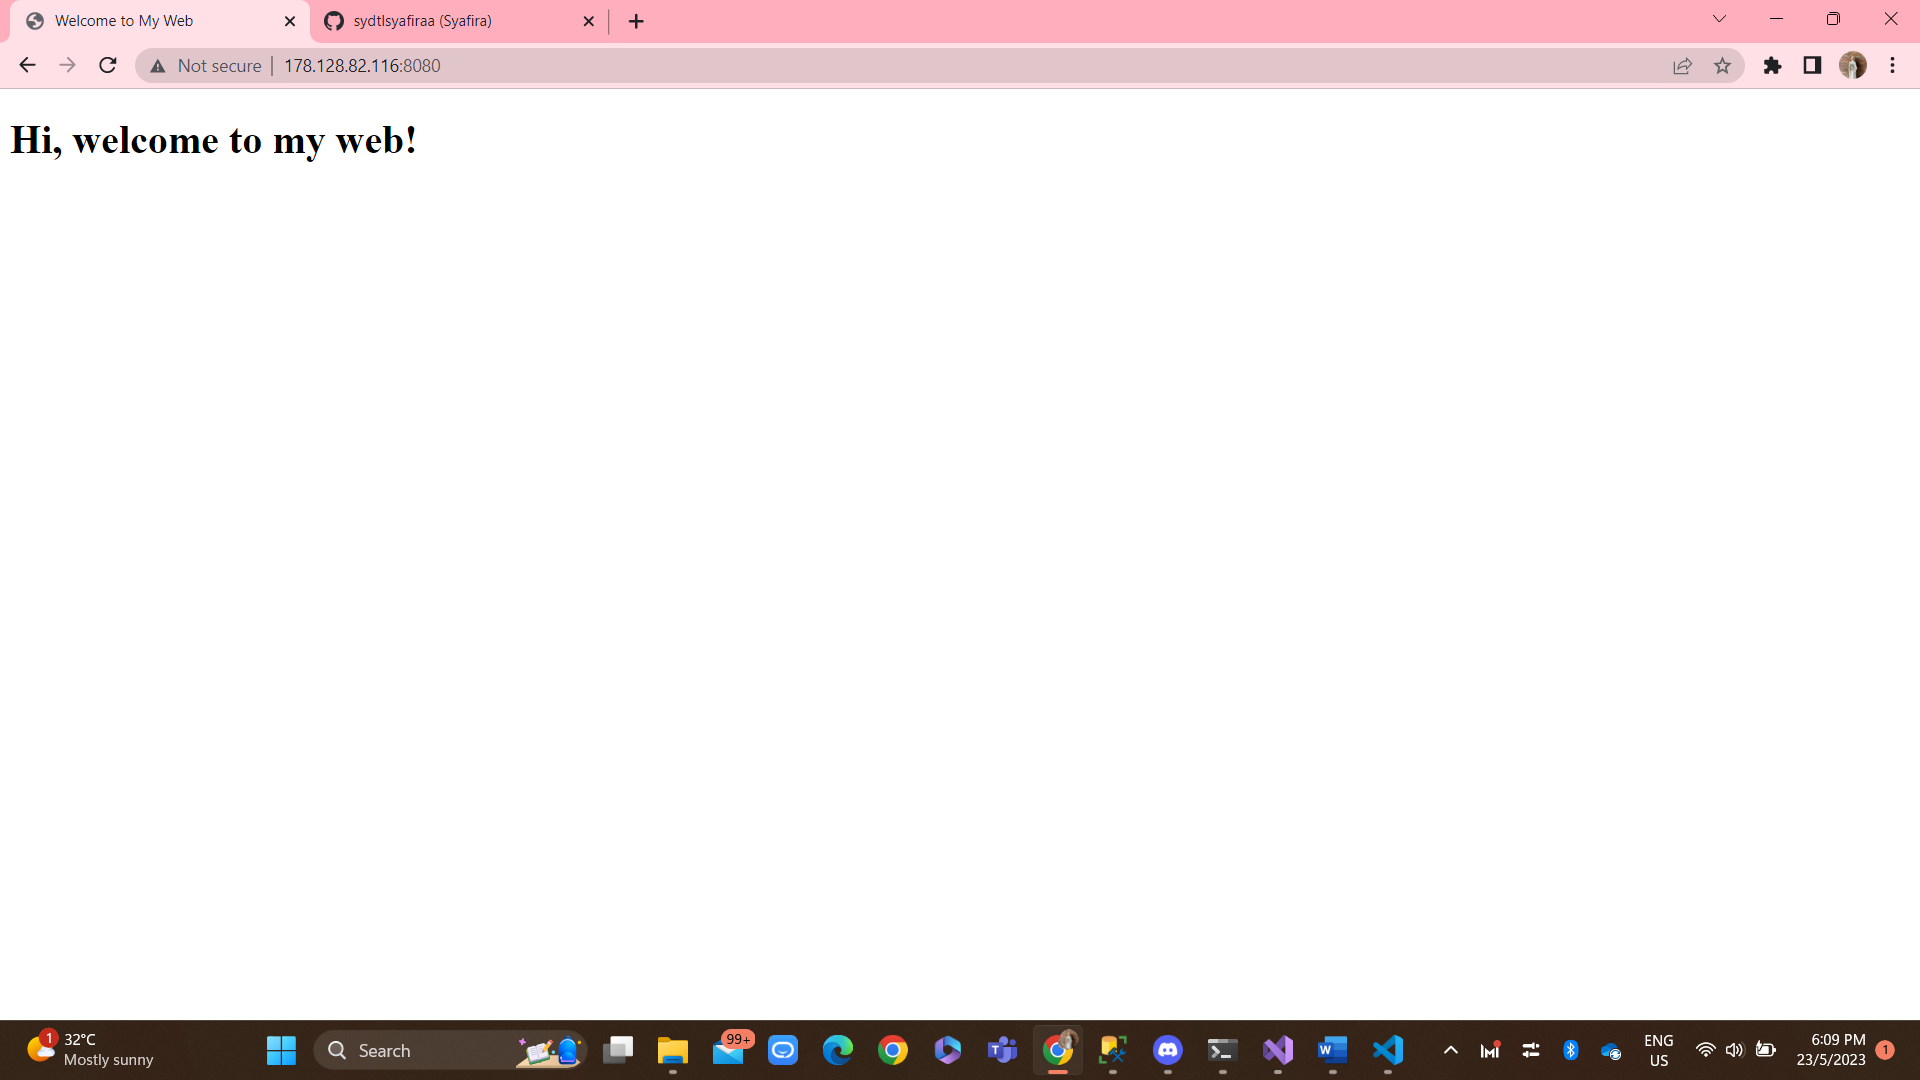 Welcome to My Web
sydtlsyafiraa (Syafira)
Not secure
178.128.82.116:8080
Hi, welcome to my web!
1
32°C
Mostly sunny
Search
99+
ENG
US
6:09 PM
23/5/2023
1